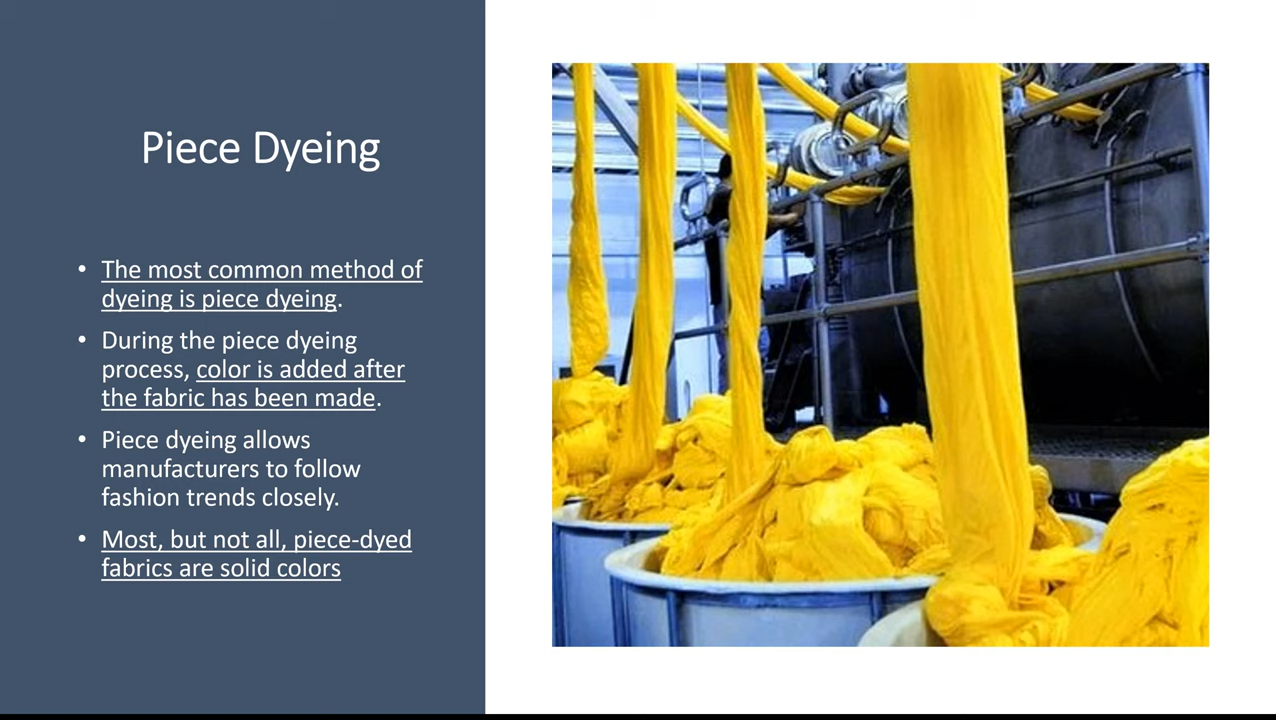 Piece Dyeing
• The most common method of
dyeing is piece dyeing.
• During the piece dyeing
process, color is added after
the fabric has been made.
• Piece dyeing allows
manufacturers to follow
fashion trends closely.
• Most, but not all, piece-dyed
fabrics are solid colors